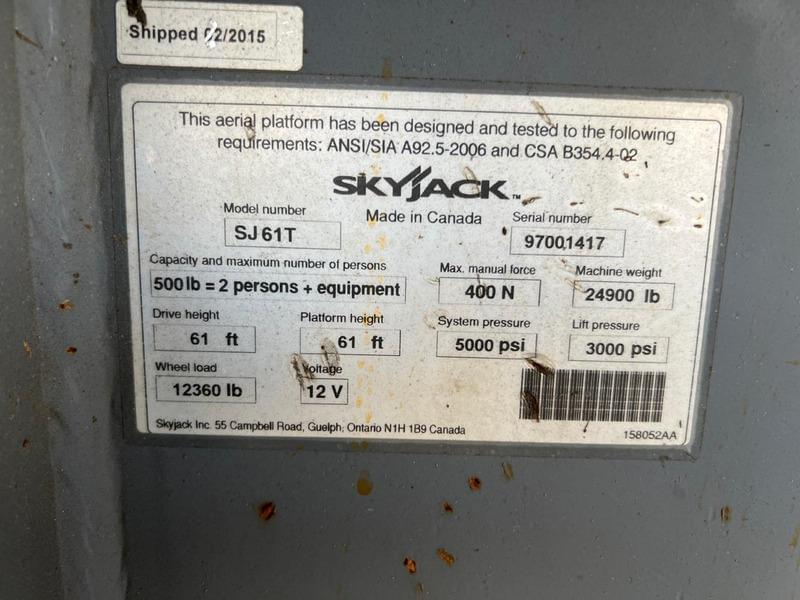 Shipped 02/2015
This aerial platform has been designed and tested to the following
requirements: ANSI/SIA A92.5-2006 and CSA B354.4-02
SKYJACK™
Made in Canada
Model number
SJ 61T
Serial number
97001417
Capacity and maximum number of persons
500 lb = 2 persons + equipment
Max. manual force
400 N
Machine weight
24900 lb
Drive height
61 ft
Platform height
61 ft
System pressure
5000 psi
Lift pressure
3000 psi
Wheel load
12360 lb
Voltage
12 V
Skyjack Inc. 55 Campbell Road, Guelph, Ontario N1H 1B9 Canada
158052AA